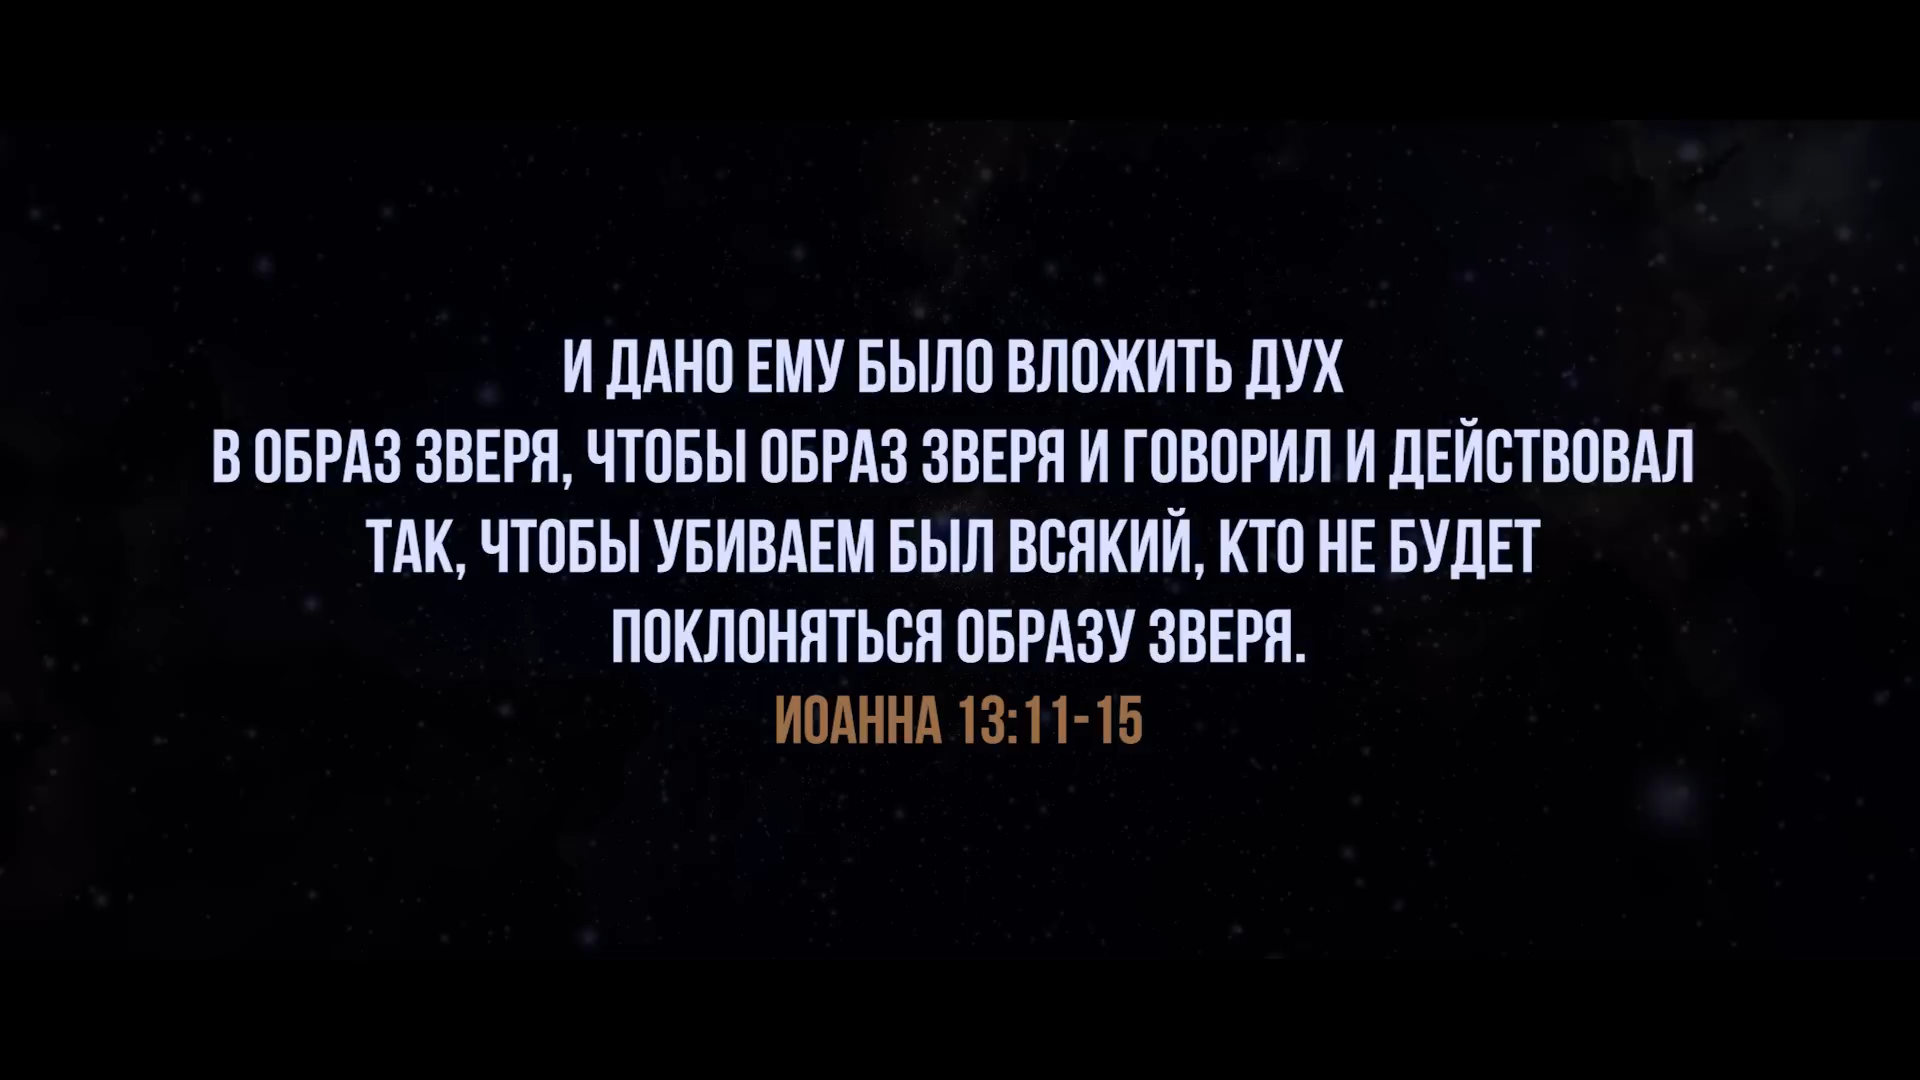 И ДАНО ЕМУ БЫЛО ВЛОЖИТЬ ДУХ
В ОБРАЗ ЗВЕРЯ, ЧТОБЫ ОБРАЗ ЗВЕРЯ И ГОВОРИЛ И ДЕЙСТВОВАЛ
ТАК, ЧТОБЫ УБИВАЕМ БЫЛ ВСЯКИЙ, КТО НЕ БУДЕТ
ПОКЛОНЯТЬСЯ ОБРАЗУ ЗВЕРЯ.
ИОАННА 13:11-15